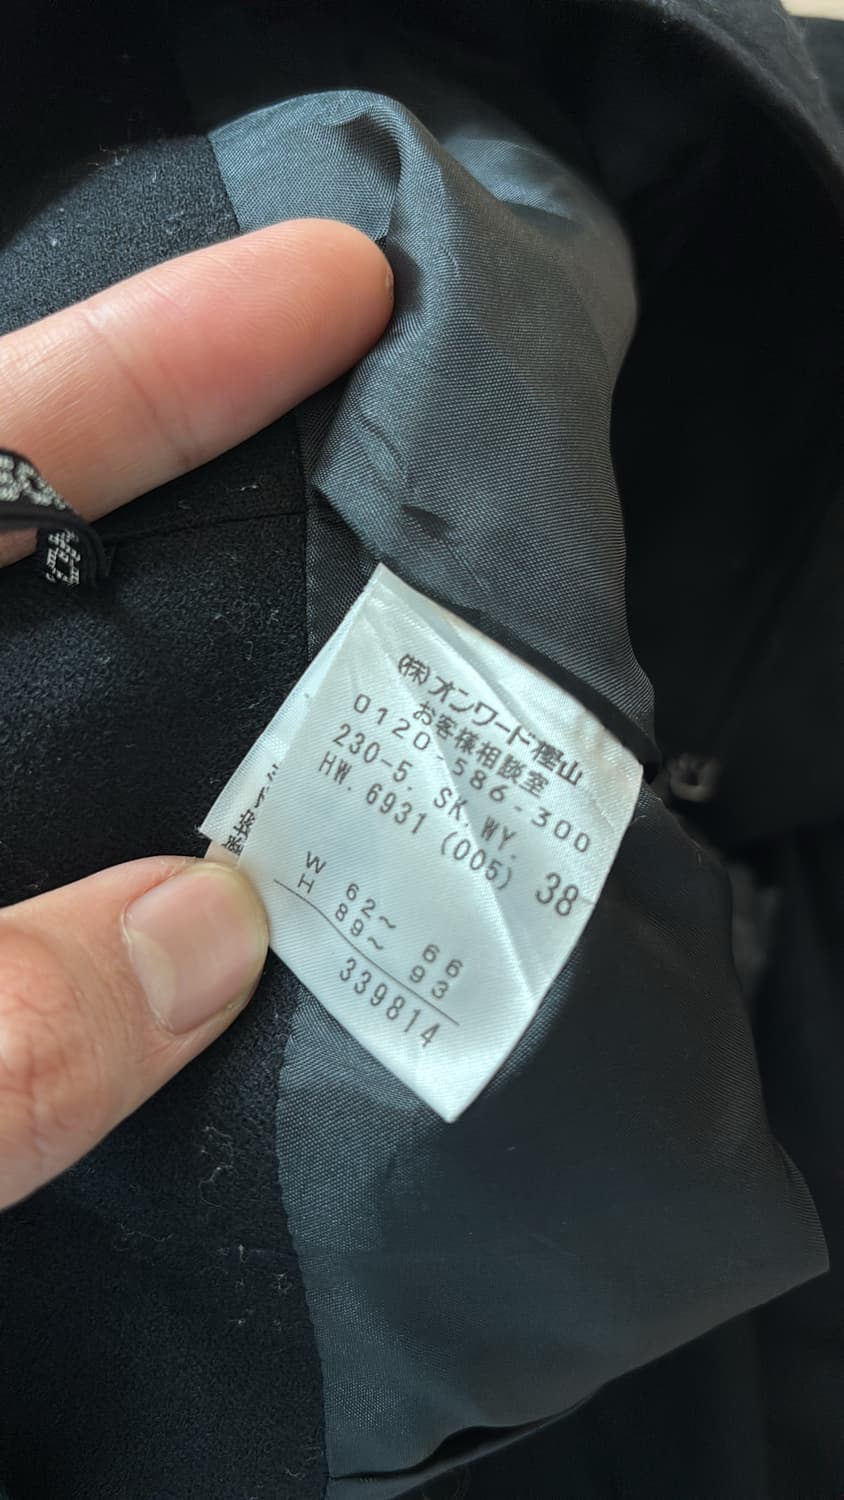 (株)オンワード樫山
お客様相談室
0120-586-300
230-5. SK. WY.
HW. 6931 (005) 38
W 62~ 66
H 89~ 93
339814